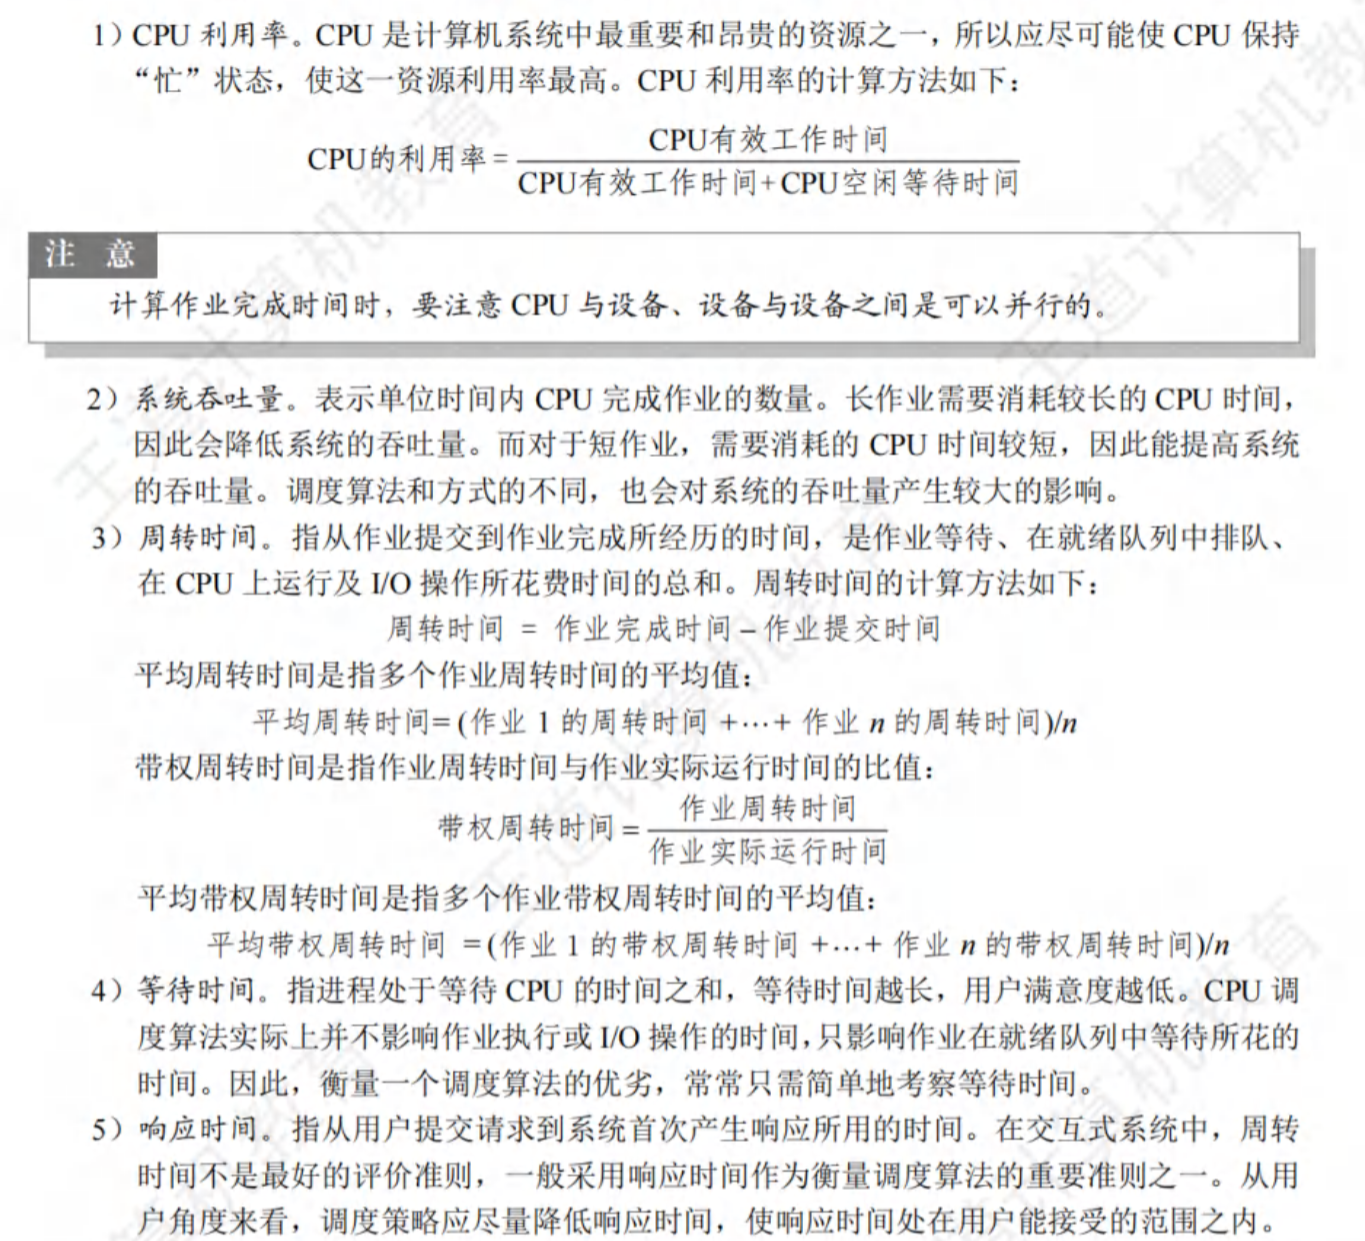 1）CPU 利用率。CPU 是计算机系统中最重要和昂贵的资源之一，所以应尽可能使 CPU 保持
“忙”状态，使这一资源利用率最高。CPU 利用率的计算方法如下：
CPU的利用率=
CPU有效工作时间
CPU有效工作时间+CPU空闲等待时间
注 意
计算作业完成时间时，要注意 CPU 与设备、设备与设备之间是可以并行的。
2）系统吞吐量。表示单位时间内 CPU 完成作业的数量。长作业需要消耗较长的 CPU 时间，
因此会降低系统的吞吐量。而对于短作业，需要消耗的 CPU 时间较短，因此能提高系统
的吞吐量。调度算法和方式的不同，也会对系统的吞吐量产生较大的影响。
3）周转时间。指从作业提交到作业完成所经历的时间，是作业等待、在就绪队列中排队、
在 CPU 上运行及 I/O 操作所花费时间的总和。周转时间的计算方法如下：
周转时间 = 作业完成时间−作业提交时间
平均周转时间是指多个作业周转时间的平均值：
平均周转时间= (作业 1 的周转时间 +…+ 作业 n 的周转时间)/n
带权周转时间是指作业周转时间与作业实际运行时间的比值：
带权周转时间=
作业周转时间
作业实际运行时间
平均带权周转时间是指多个作业带权周转时间的平均值：
平均带权周转时间 =(作业 1 的带权周转时间 +…+ 作业 n 的带权周转时间)/n
4）等待时间。指进程处于等待 CPU 的时间之和，等待时间越长，用户满意度越低。CPU 调
度算法实际上并不影响作业执行或 I/O 操作的时间，只影响作业在就绪队列中等待所花的
时间。因此，衡量一个调度算法的优劣，常常只需简单地考察等待时间。
5）响应时间。指从用户提交请求到系统首次产生响应所用的时间。在交互式系统中，周转
时间不是最好的评价准则，一般采用响应时间作为衡量调度算法的重要准则之一。从用
户角度来看，调度策略应尽量降低响应时间，使响应时间处在用户能接受的范围之内。
王道计算机教育
王道计算机教育
王道计算机教育